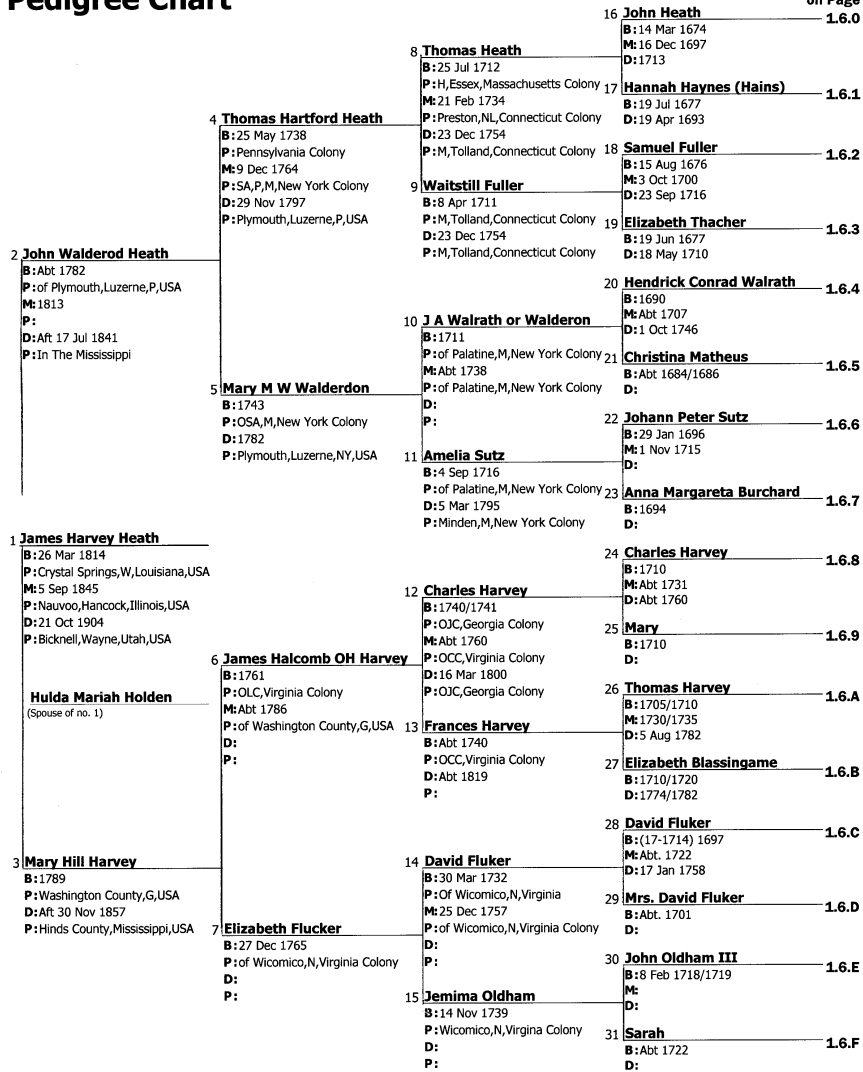 Pedigree Chart
on Page
16 John Heath
1.6.0
B:14 Mar 1674
M:16 Dec 1697
D:1713
8 Thomas Heath
B:25 Jul 1712
P:H,Essex,Massachusetts Colony
M:21 Feb 1734
P:Preston,NL,Connecticut Colony
D:23 Dec 1754
P:M,Tolland,Connecticut Colony
17 Hannah Haynes (Hains)
1.6.1
B:19 Jul 1677
D:19 Apr 1693
4 Thomas Hartford Heath
B:25 May 1738
P:Pennsylvania Colony
M:9 Dec 1764
P:SA,P,M,New York Colony
D:29 Nov 1797
P:Plymouth,Luzerne,P,USA
18 Samuel Fuller
1.6.2
B:15 Aug 1676
M:3 Oct 1700
D:23 Sep 1716
9 Waitstill Fuller
B:8 Apr 1711
P:M,Tolland,Connecticut Colony
D:23 Dec 1754
P:M,Tolland,Connecticut Colony
19 Elizabeth Thacher
1.6.3
B:19 Jun 1677
D:18 May 1710
2 John Walderod Heath
B:Abt 1782
P:of Plymouth,Luzerne,P,USA
M:1813
P:
D:Aft 17 Jul 1841
P:In The Mississippi
20 Hendrick Conrad Walrath
1.6.4
B:1690
M:Abt 1707
D:1 Oct 1746
10 J A Walrath or Walderon
B:1711
P:of Palatine,M,New York Colony
M:Abt 1738
P:of Palatine,M,New York Colony
D:
P:
21 Christina Matheus
1.6.5
B:Abt 1684/1686
D:
5 Mary M W Walderdon
B:1743
P:OSA,M,New York Colony
D:1782
P:Plymouth,Luzerne,NY,USA
22 Johann Peter Sutz
1.6.6
B:29 Jan 1696
M:1 Nov 1715
D:
11 Amelia Sutz
B:4 Sep 1716
P:of Palatine,M,New York Colony
D:5 Mar 1795
P:Minden,M,New York Colony
23 Anna Margareta Burchard
1.6.7
B:1694
D:
1 James Harvey Heath
B:26 Mar 1814
P:Crystal Springs,W,Louisiana,USA
M:5 Sep 1845
P:Nauvoo,Hancock,Illinois,USA
D:21 Oct 1904
P:Bicknell,Wayne,Utah,USA
24 Charles Harvey
1.6.8
B:1710
M:Abt 1731
D:Abt 1760
12 Charles Harvey
B:1740/1741
P:OJC,Georgia Colony
M:Abt 1760
P:OCC,Virginia Colony
D:16 Mar 1800
P:OJC,Georgia Colony
25 Mary
1.6.9
B:1710
D:
6 James Halcomb OH Harvey
B:1761
P:OLC,Virginia Colony
M:Abt 1786
P:of Washington County,G,USA
D:
P:
Hulda Mariah Holden
(Spouse of no. 1)
26 Thomas Harvey
1.6.A
B:1705/1710
M:1730/1735
D:5 Aug 1782
13 Frances Harvey
B:Abt 1740
P:OCC,Virginia Colony
D:Abt 1819
P:
27 Elizabeth Blassingame
1.6.B
B:1710/1720
D:1774/1782
28 David Fluker
1.6.C
B:(17-1714) 1697
M:Abt. 1722
D:17 Jan 1758
3 Mary Hill Harvey
B:1789
P:Washington County,G,USA
D:Aft 30 Nov 1857
P:Hinds County,Mississippi,USA
14 David Fluker
B:30 Mar 1732
P:Of Wicomico,N,Virginia
M:25 Dec 1757
P:of Wicomico,N,Virginia Colony
D:
P:
29 Mrs. David Fluker
1.6.D
B:Abt. 1701
D:
7 Elizabeth Flucker
B:27 Dec 1765
P:of Wicomico,N,Virginia Colony
D:
P:
30 John Oldham III
1.6.E
B:8 Feb 1718/1719
M:
D:
15 Jemima Oldham
B:14 Nov 1739
P:Wicomico,N,Virgina Colony
D:
P:
31 Sarah
1.6.F
B:Abt 1722
D: